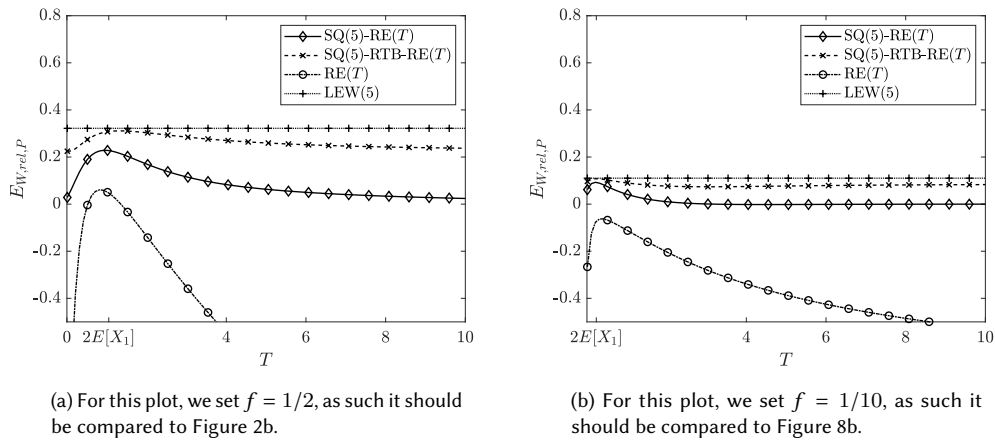 0.8
0.6
0.4
0.2
0
-0.2
-0.4
E_{W,rel,P}
SQ(5)-RE(T)
SQ(5)-RTB-RE(T)
RE(T)
LEW(5)
0 2E[X_1] 4 6 8 10
T
(a) For this plot, we set f = 1/2, as such it should
be compared to Figure 2b.
0.8
0.6
0.4
0.2
0
-0.2
-0.4
E_{W,rel,P}
SQ(5)-RE(T)
SQ(5)-RTB-RE(T)
RE(T)
LEW(5)
2E[X_1] 4 6 8 10
T
(b) For this plot, we set f = 1/10, as such it
should be compared to Figure 8b.